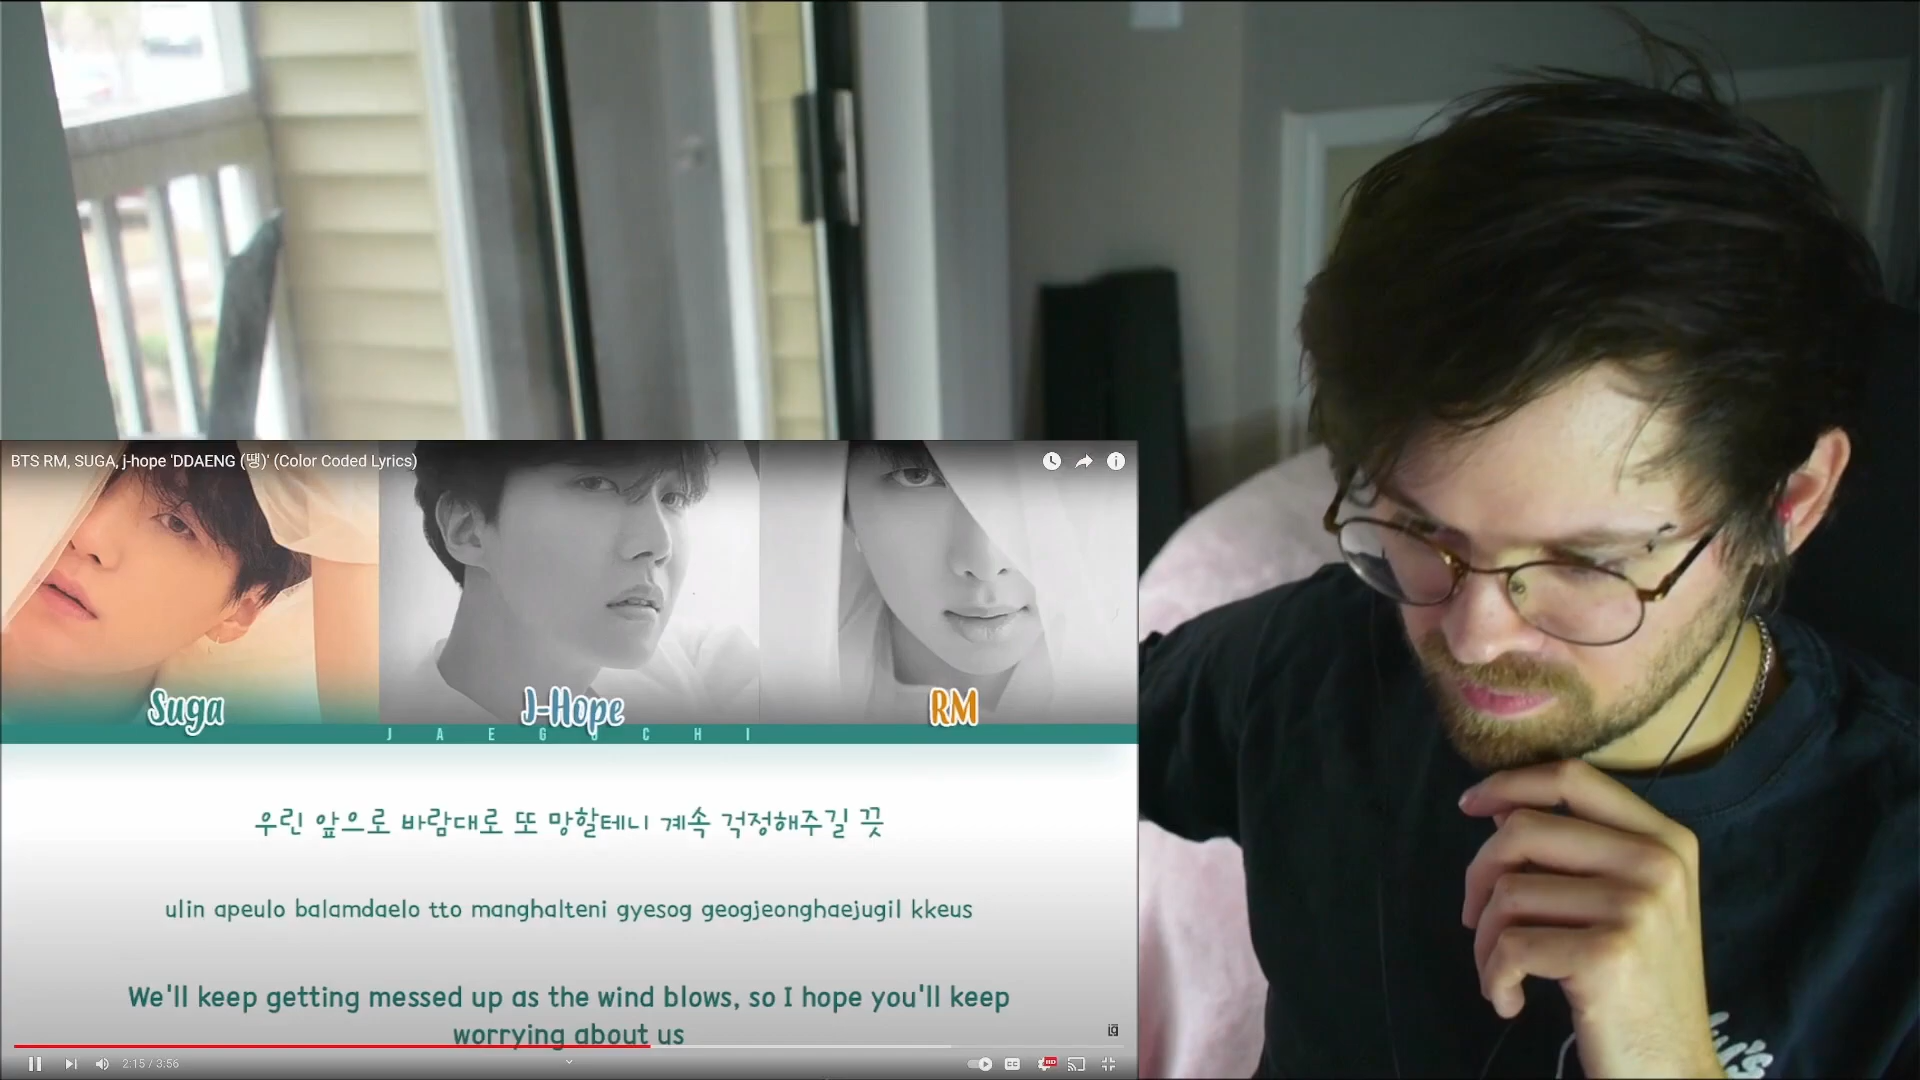 BTS RM, SUGA, j-hope 'DDAENG (땡)' (Color Coded Lyrics)
Suga
J-Hope
RM
JAEGUCHI
우린 앞으로 바람대로 또 망할테니 계속 걱정해주길 끗
ulin apeulo balamdaelo tto manghalteni gyesog geogjeonghaejugil kkeus
We'll keep getting messed up as the wind blows, so I hope you'll keep
worrying about us
2:15 / 3:56
CC
HD